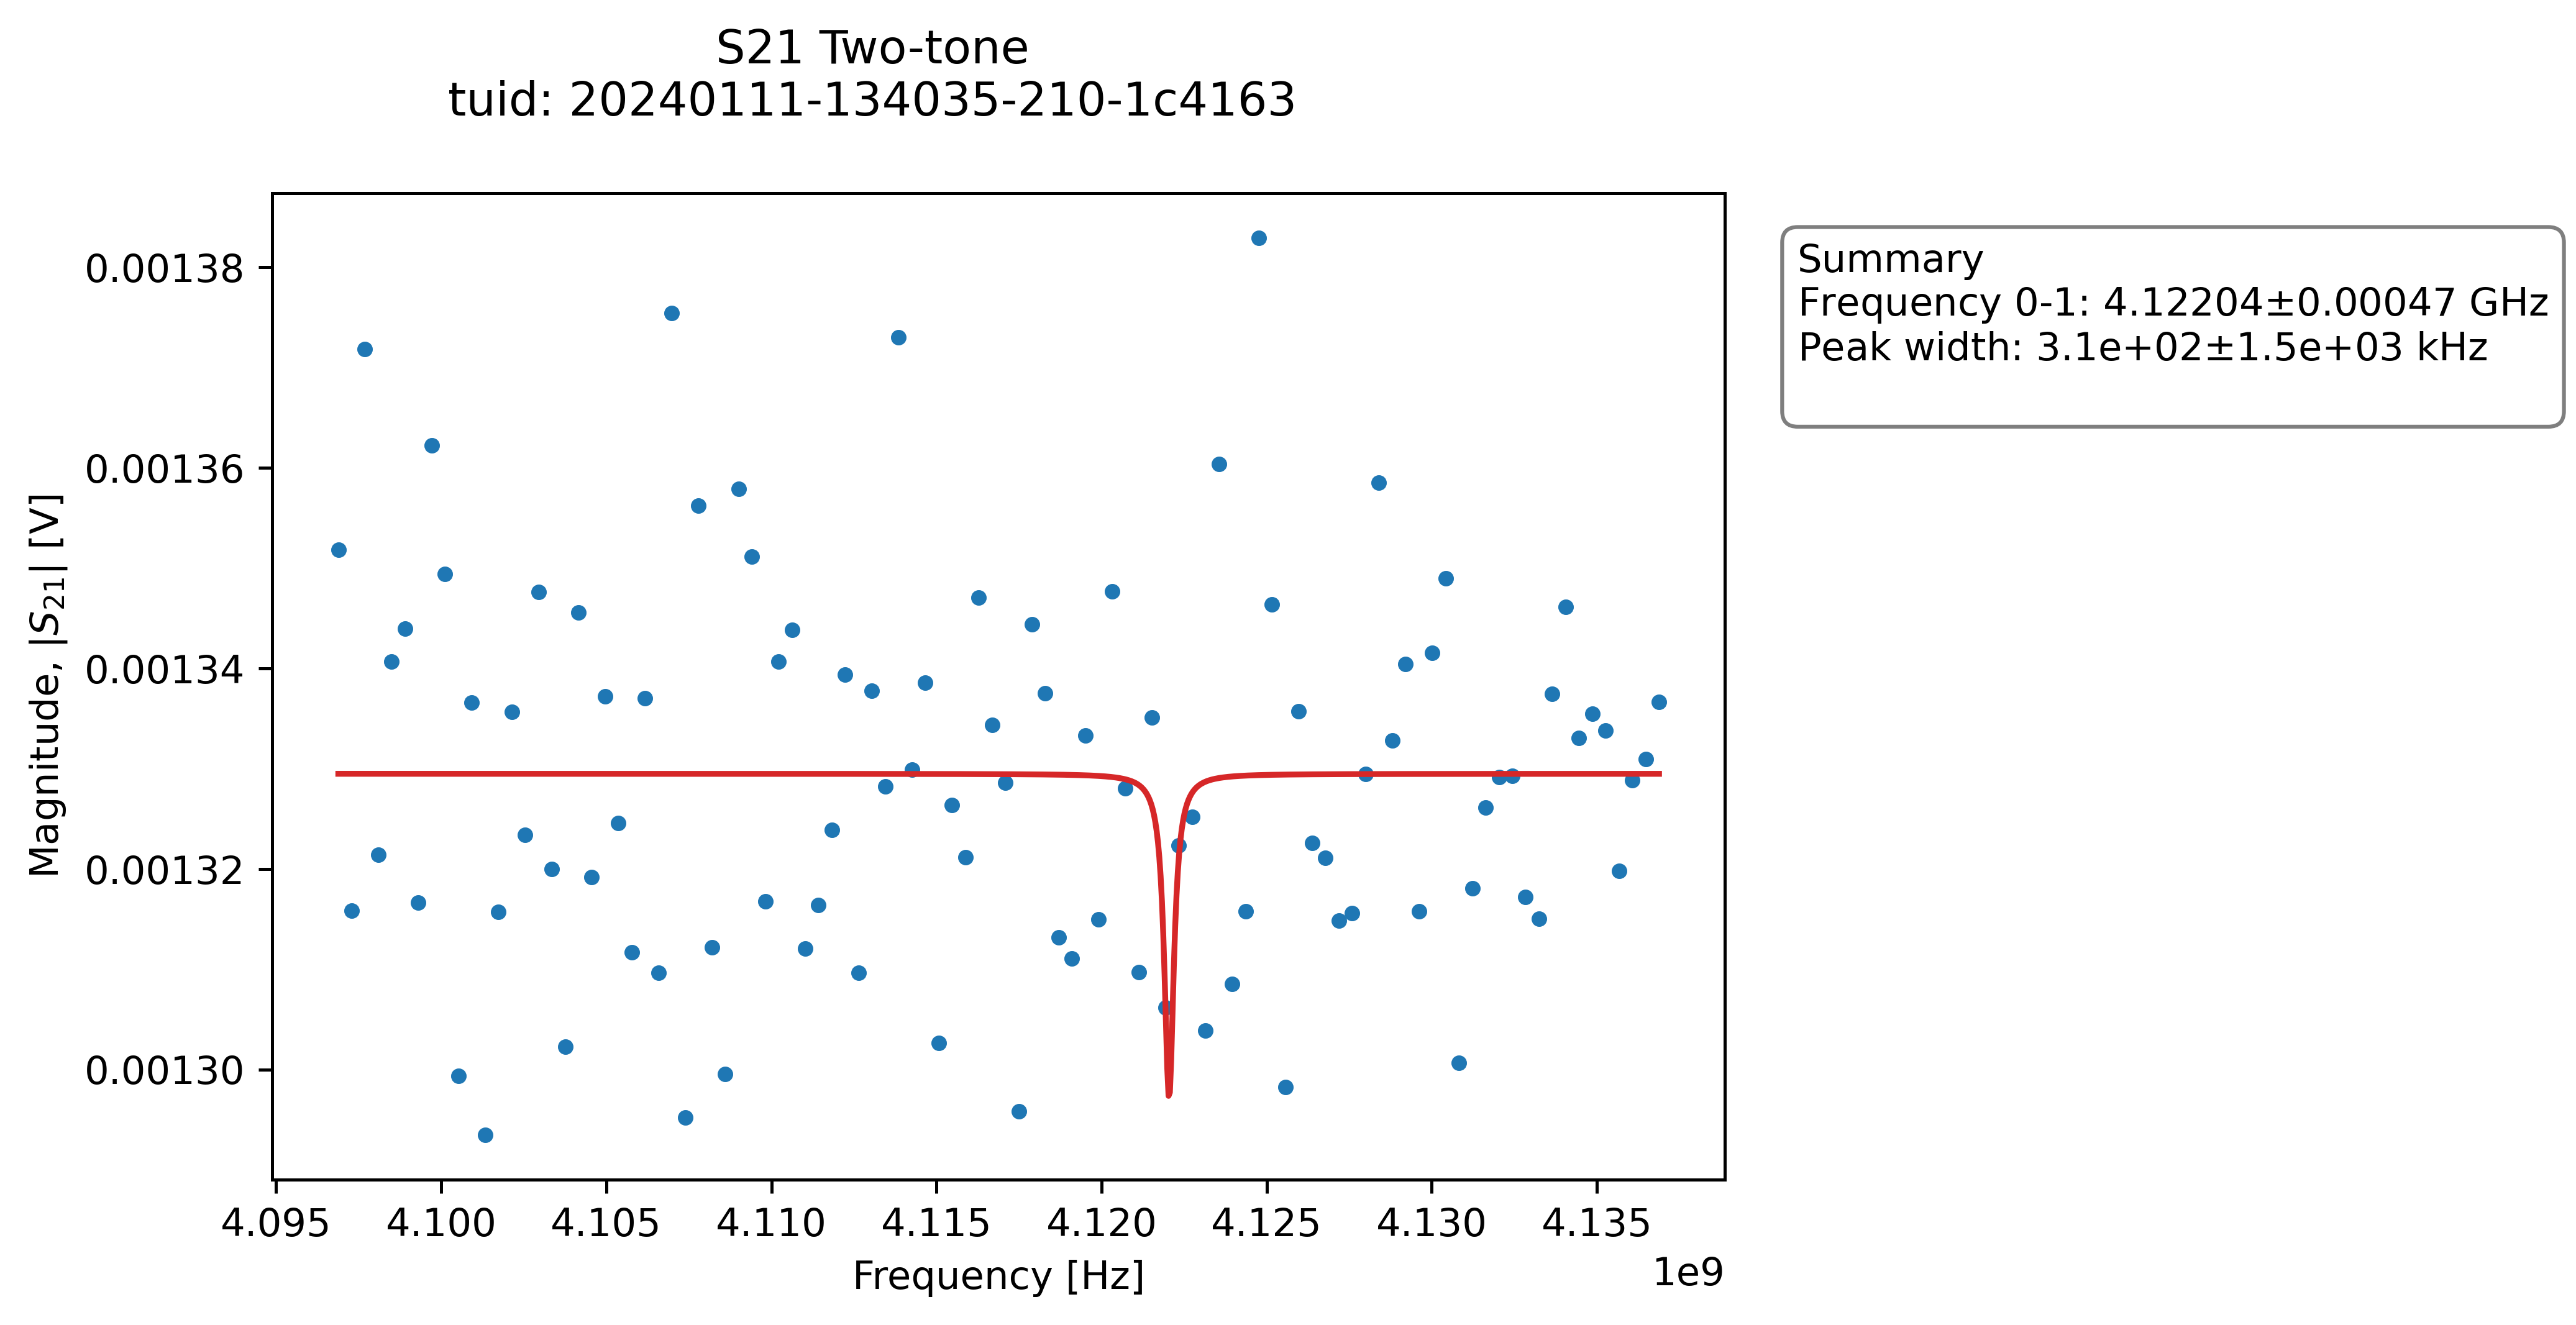 S21 Two-tone
tuid: 20240111-134035-210-1c4163
Summary
Frequency 0-1: 4.12204±0.00047 GHz
Peak width: 3.1e+02±1.5e+03 kHz
Magnitude, |S21| [V]
0.00138
0.00136
0.00134
0.00132
0.00130
4.095 4.100 4.105 4.110 4.115 4.120 4.125 4.130 4.135
1e9
Frequency [Hz]